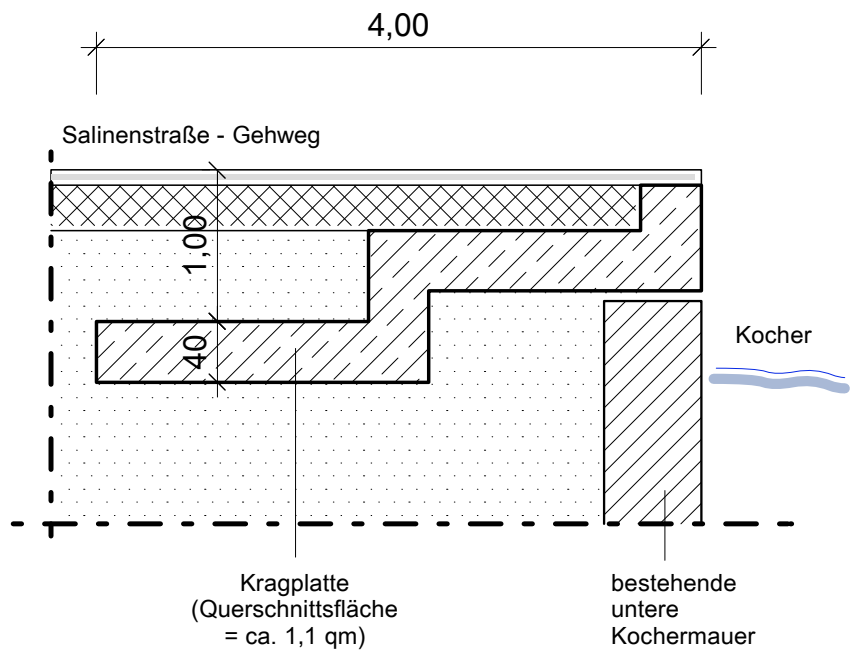 4,00
Salinenstraße - Gehweg
1,00
40
Kocher
Kragplatte
(Querschnittsfläche
= ca. 1,1 qm)
bestehende
untere
Kochermauer